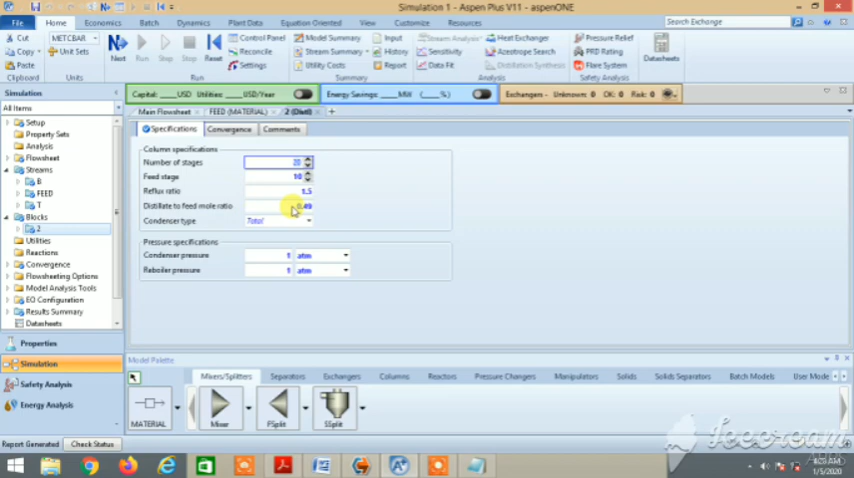 Simulation 1 - Aspen Plus V11 - aspenONE
File Home Economics Batch Dynamics Plant Data Equation Oriented View Customize Resources Search Exchange
Cut METCBAR Control Panel Model Summary Input Stream Analysis Heat Exchanger Pressure Relief
Copy Unit Sets Reconcile Stream Summary History Sensitivity Azeotrope Search PRD Rating
Paste Next Run Step Stop Reset Settings Utility Costs Report Data Fit Distillation Synthesis Flare System Datasheets
Clipboard Units Run Summary Analysis Safety Analysis
Simulation Capital: ____USD Utilities: ____USD/Year Energy Savings: ____MW (____%) Exchangers - Unknown: 0 OK: 0 Risk: 0
All Items Main Flowsheet FEED (MATERIAL) 2 (Distl) +
Setup Specifications Convergence Comments
Property Sets
Analysis Column specifications
Flowsheet Number of stages 20
Streams Feed stage 10
B Reflux ratio 1.5
FEED Distillate to feed mole ratio 0.49
T Condenser type Total
Blocks
2 Pressure specifications
Utilities Condenser pressure 1 atm
Reactions Reboiler pressure 1 atm
Convergence
Flowsheeting Options
Model Analysis Tools
EO Configuration
Results Summary
Datasheets
Properties Model Palette
Simulation Mixers/Splitters Separators Exchangers Columns Reactors Pressure Changers Manipulators Solids Solids Separators Batch Models User Mode
Safety Analysis
Energy Analysis
MATERIAL Mixer FSplit SSplit
Report Generated Check Status
1/5/2020